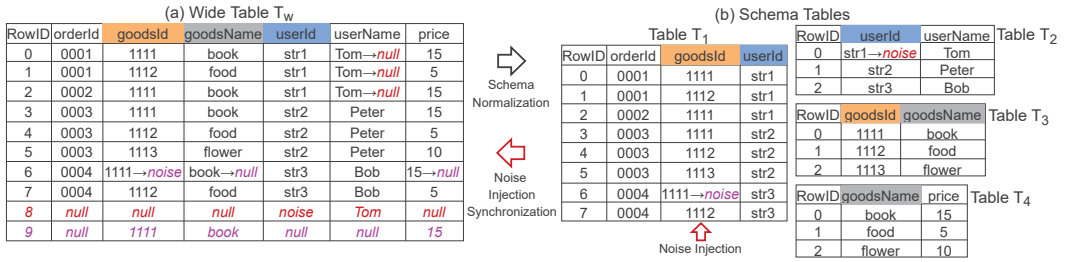 (a) Wide Table Tw
RowID orderId goodsId goodsName userId userName price
0 0001 1111 book str1 Tom→null 15
1 0001 1112 food str1 Tom→null 5
2 0002 1111 book str1 Tom→null 15
3 0003 1111 book str2 Peter 15
4 0003 1112 food str2 Peter 5
5 0003 1113 flower str2 Peter 10
6 0004 1111→noise book→null str3 Bob 15→null
7 0004 1112 food str3 Bob 5
8 null null null noise Tom null
9 null 1111 book null null 15
Schema
Normalization
Noise
Injection
Synchronization
(b) Schema Tables
Table T1
RowID orderId goodsId userId
0 0001 1111 str1
1 0001 1112 str1
2 0002 1111 str1
3 0003 1111 str2
4 0003 1112 str2
5 0003 1113 str2
6 0004 1111→noise str3
7 0004 1112 str3
Noise Injection
RowID userId userName Table T2
0 str1→noise Tom
1 str2 Peter
2 str3 Bob
RowID goodsId goodsName Table T3
0 1111 book
1 1112 food
2 1113 flower
RowID goodsName price Table T4
0 book 15
1 food 5
2 flower 10